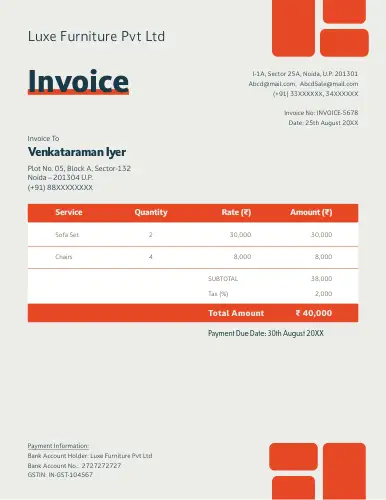 Luxe Furniture Pvt Ltd
Invoice
I-1A, Sector 25A, Noida, U.P. 201301
Abcd@mail.com, AbcdSale@mail.com
(+91) 33XXXXXX, 34XXXXXX
Invoice No: INVOICE-5678
Date: 25th August 20XX
Invoice To
Venkataraman Iyer
Plot No. 05, Block A, Sector-132
Noida – 201304 U.P.
(+91) 88XXXXXXXX
Service Quantity Rate (₹) Amount (₹)
Sofa Set 2 30,000 30,000
Chairs 4 8,000 8,000
SUBTOTAL 38,000
Tax (%) 2,000
Total Amount ₹ 40,000
Payment Due Date: 30th August 20XX
Payment Information:
Bank Account Holder: Luxe Furniture Pvt Ltd
Bank Account No.: 2727272727
GSTIN: IN-GST-104567